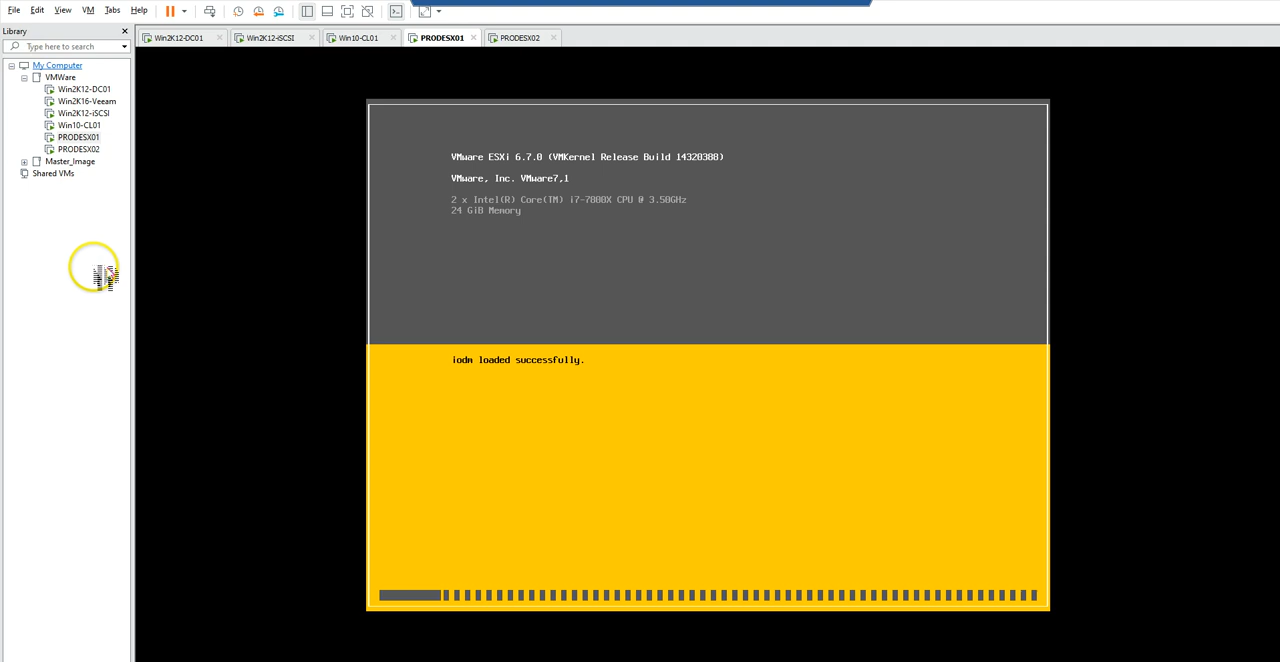 File Edit View VM Tabs Help
Library
Type here to search
My Computer
VMWare
Win2K12-DC01
Win2K16-Veeam
Win2K12-iSCSI
Win10-CL01
PRODESX01
PRODESX02
Master_Image
Shared VMs
Win2K12-DC01 Win2K12-iSCSI Win10-CL01 PRODESX01 PRODESX02
VMware ESXi 6.7.0 (VMKernel Release Build 14320388)
VMware, Inc. VMware7,1
2 x Intel(R) Core(TM) i7-7800X CPU @ 3.50GHz
24 GiB Memory
iodm loaded successfully.